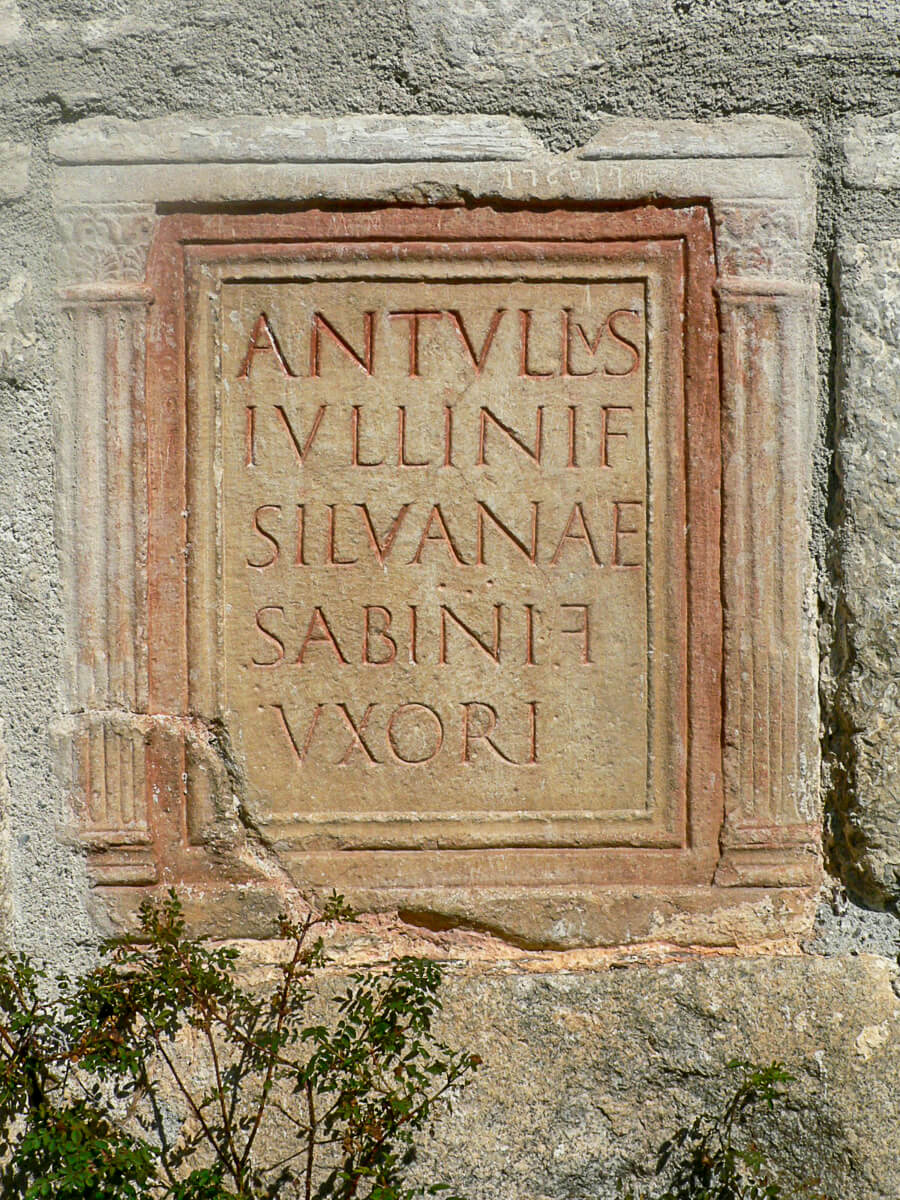 ANTVLLVS
IVLLINI F
SILVANAE
SABINI F
VXORI